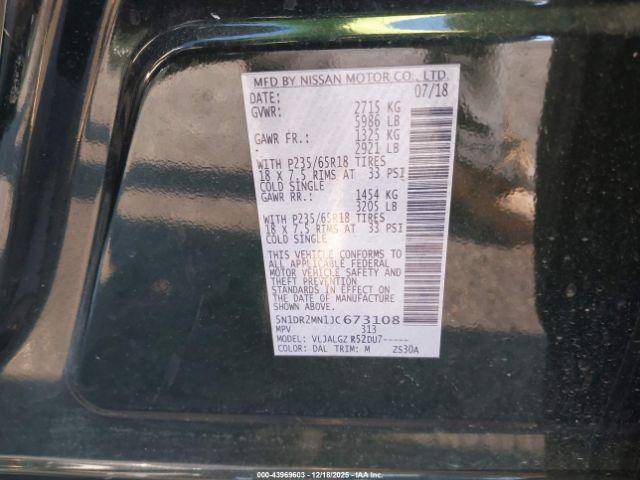 MFD BY NISSAN MOTOR CO., LTD.
DATE: 07/18
GVWR: 2715 KG
5986 LB
GAWR FR.: 1325 KG
- 2921 LB
WITH P235/65R18 TIRES
18 X 7.5 RIMS AT 33 PSI
COLD SINGLE
GAWR RR.: 1454 KG
3205 LB
WITH P235/65R18 TIRES
18 X 7.5 RIMS AT 33 PSI
COLD SINGLE
THIS VEHICLE CONFORMS TO
ALL APPLICABLE FEDERAL
MOTOR VEHICLE SAFETY AND
THEFT PREVENTION
STANDARDS IN EFFECT ON
THE DATE OF MANUFACTURE
SHOWN ABOVE.
5N1DR2MN1JC673108
MPV 313
MODEL: VLJALGZ R52DU7-----
COLOR: DAL TRIM: M ZS30A
000-43969603 - 12/18/2025 - IAA Inc.